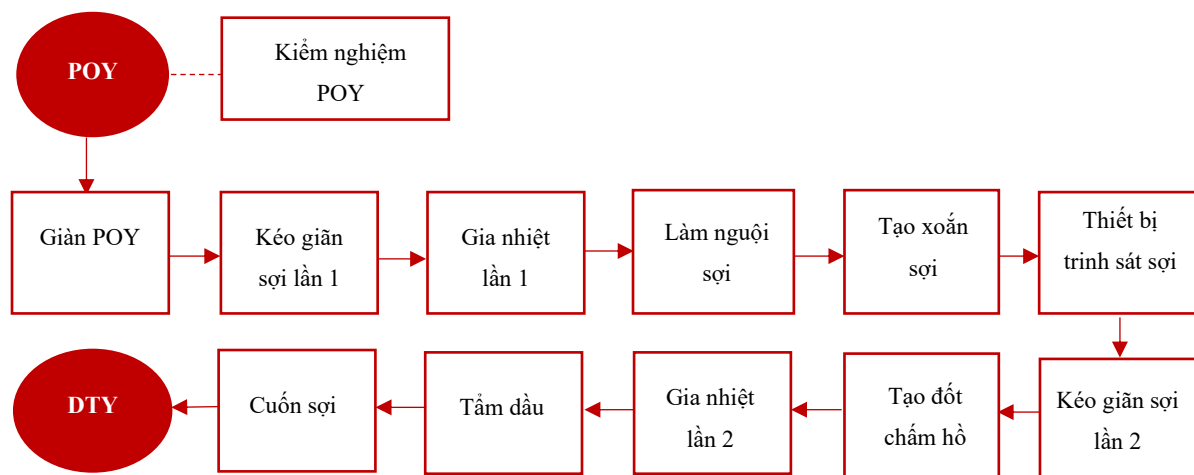 POY
Kiểm nghiệm
POY
Giàn POY
Kéo giãn
sợi lần 1
Gia nhiệt
lần 1
Làm nguội
sợi
Tạo xoắn
sợi
Thiết bị
trinh sát sợi
DTY
Cuốn sợi
Tẩm dầu
Gia nhiệt
lần 2
Tạo đốt
chấm hồ
Kéo giãn sợi
lần 2